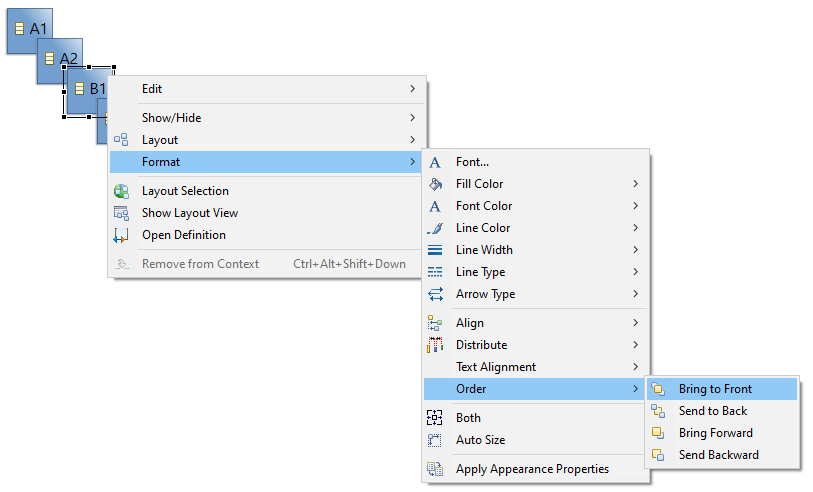 A1
A2
B1
Edit
Show/Hide
Layout
Format
Layout Selection
Show Layout View
Open Definition
Remove from Context Ctrl+Alt+Shift+Down
Font...
Fill Color
Font Color
Line Color
Line Width
Line Type
Arrow Type
Align
Distribute
Text Alignment
Order
Both
Auto Size
Apply Appearance Properties
Bring to Front
Send to Back
Bring Forward
Send Backward